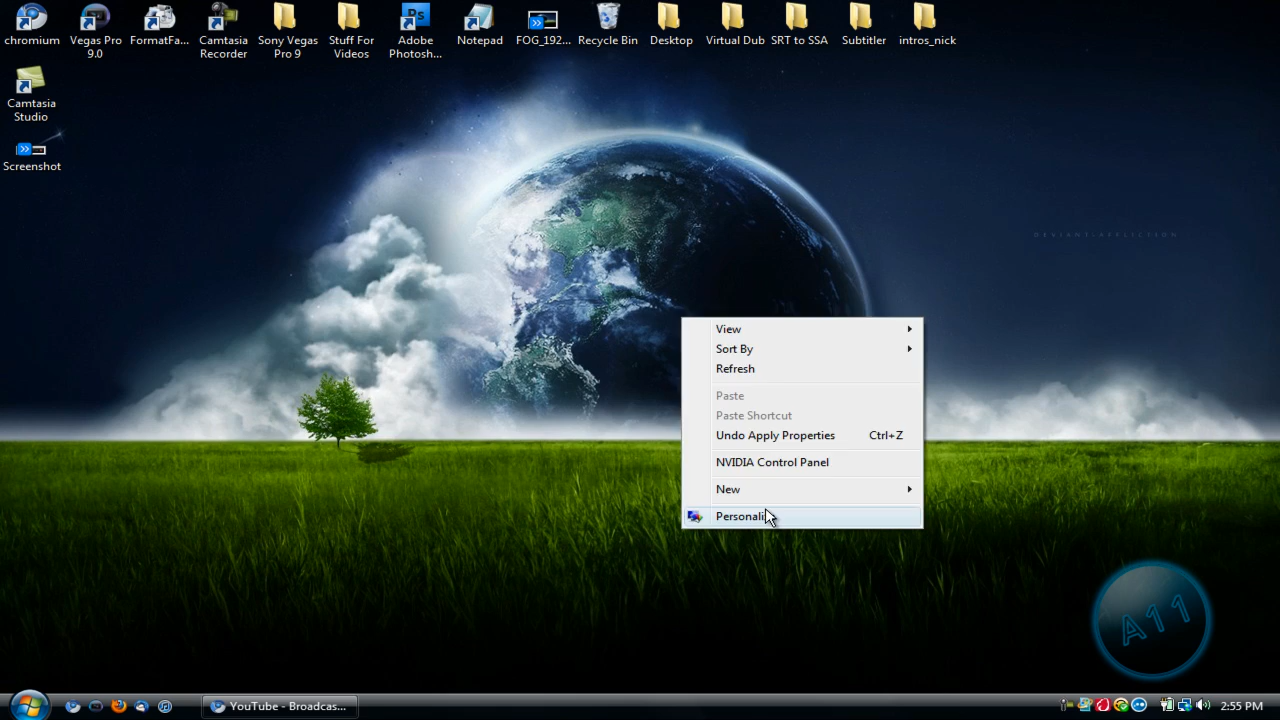 chromium
Vegas Pro 9.0
FormatFa...
Camtasia Recorder
Sony Vegas Pro 9
Stuff For Videos
Adobe Photosh...
Notepad
FOG_192...
Recycle Bin
Desktop
Virtual Dub
SRT to SSA
Subtitler
intros_nick
Camtasia Studio
Screenshot
DEVIANT-AFFLICTION
View
Sort By
Refresh
Paste
Paste Shortcut
Undo Apply Properties Ctrl+Z
NVIDIA Control Panel
New
Personali
A11
YouTube - Broadcas...
2:55 PM